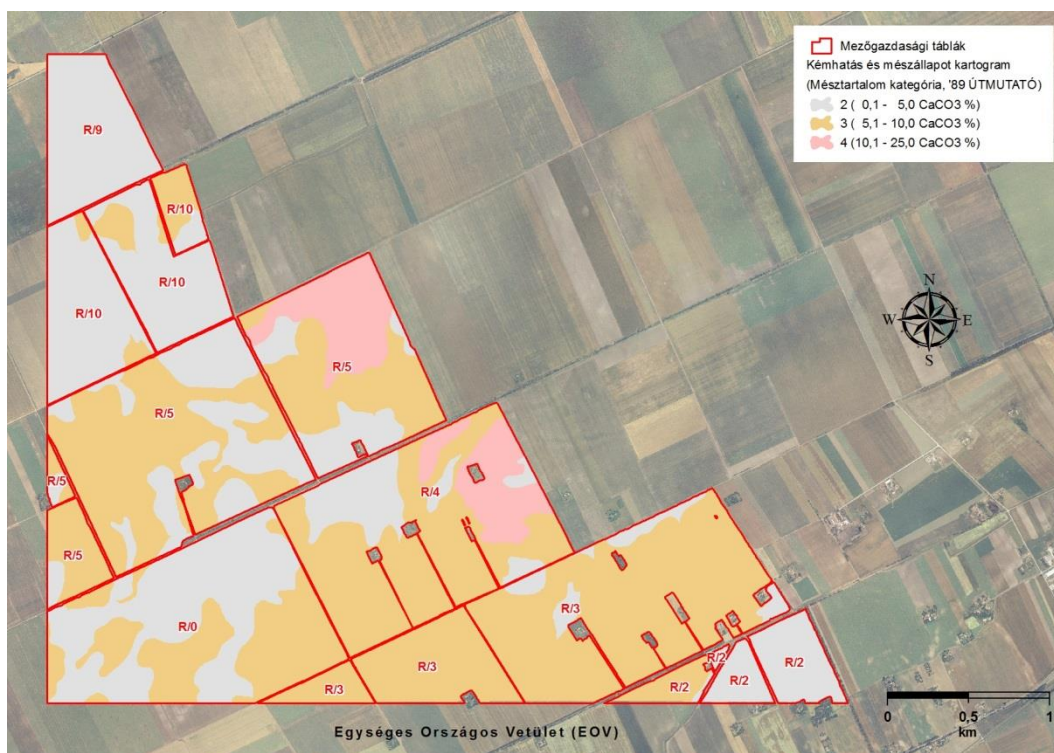 Mezőgazdasági táblák
Kémhatás és mészállapot kartogram
(Mésztartalom kategória, '89 ÚTMUTATÓ)
2 ( 0,1 - 5,0 CaCO3 %)
3 ( 5,1 - 10,0 CaCO3 %)
4 (10,1 - 25,0 CaCO3 %)
R/9
R/10
R/10
R/10
N
W E
S
R/5
R/5
R/5
R/4
R/5
R/3
R/0
R/2
R/2
R/3
R/2
R/2
R/3
0 0,5 1
km
Egységes Országos Vetület (EOV)